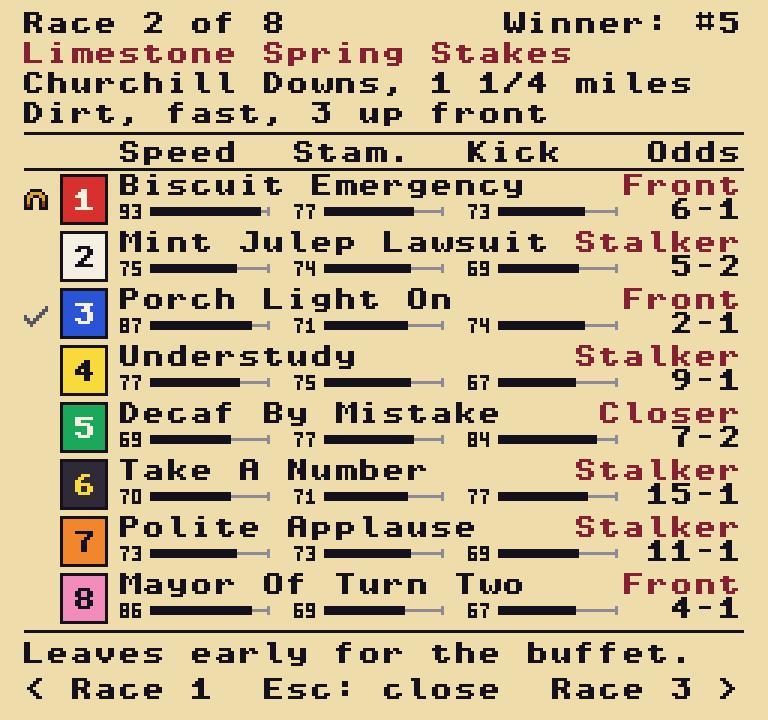 Race 2 of 8 Winner: #5
Limestone Spring Stakes
Churchill Downs, 1 1/4 miles
Dirt, fast, 3 up front
Speed Stam. Kick Odds
1 Biscuit Emergency Front
93 77 73 6-1
2 Mint Julep Lawsuit Stalker
75 74 69 5-2
3 Porch Light On Front
87 71 74 2-1
4 Understudy Stalker
77 75 67 9-1
5 Decaf By Mistake Closer
69 77 84 7-2
6 Take A Number Stalker
70 71 77 15-1
7 Polite Applause Stalker
73 73 69 11-1
8 Mayor Of Turn Two Front
86 69 67 4-1
Leaves early for the buffet.
< Race 1 Esc: close Race 3 >